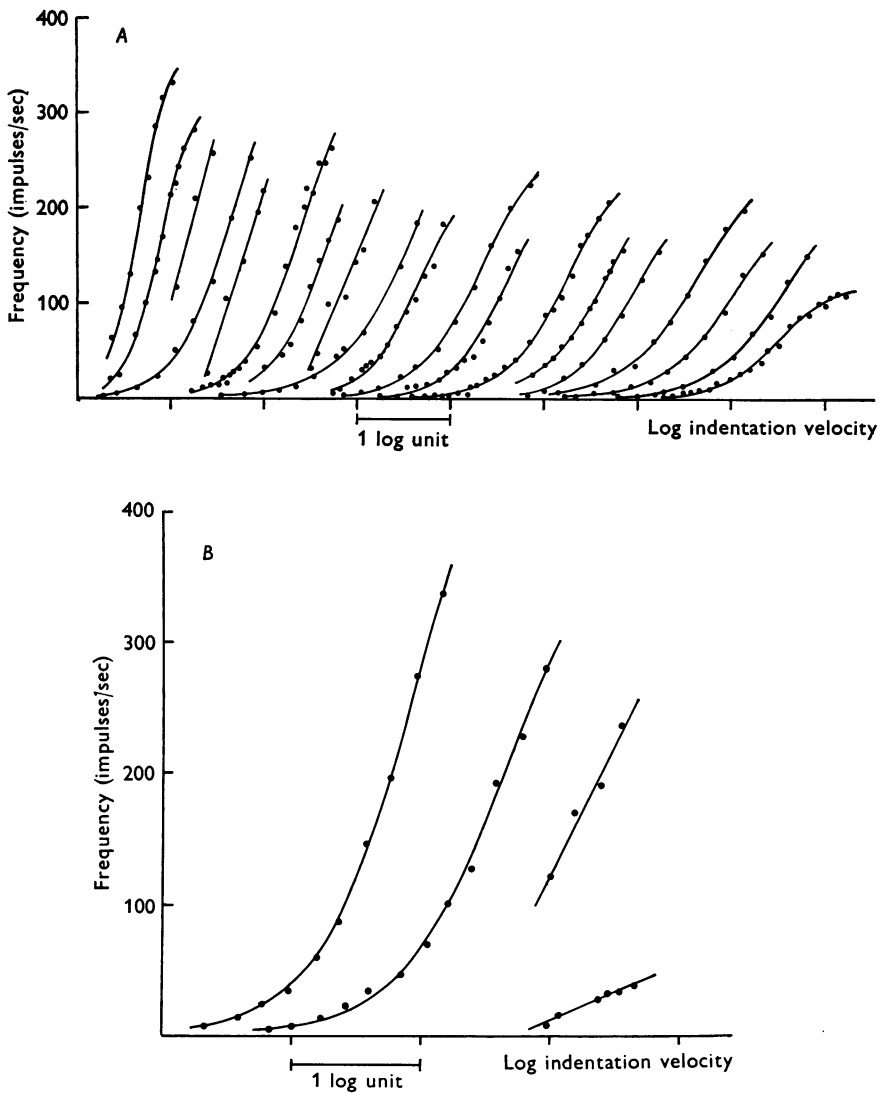 A
400
300
200
100
Frequency (impulses/sec)
1 log unit
Log indentation velocity
B
400
300
200
100
Frequency (impulses/sec)
1 log unit
Log indentation velocity